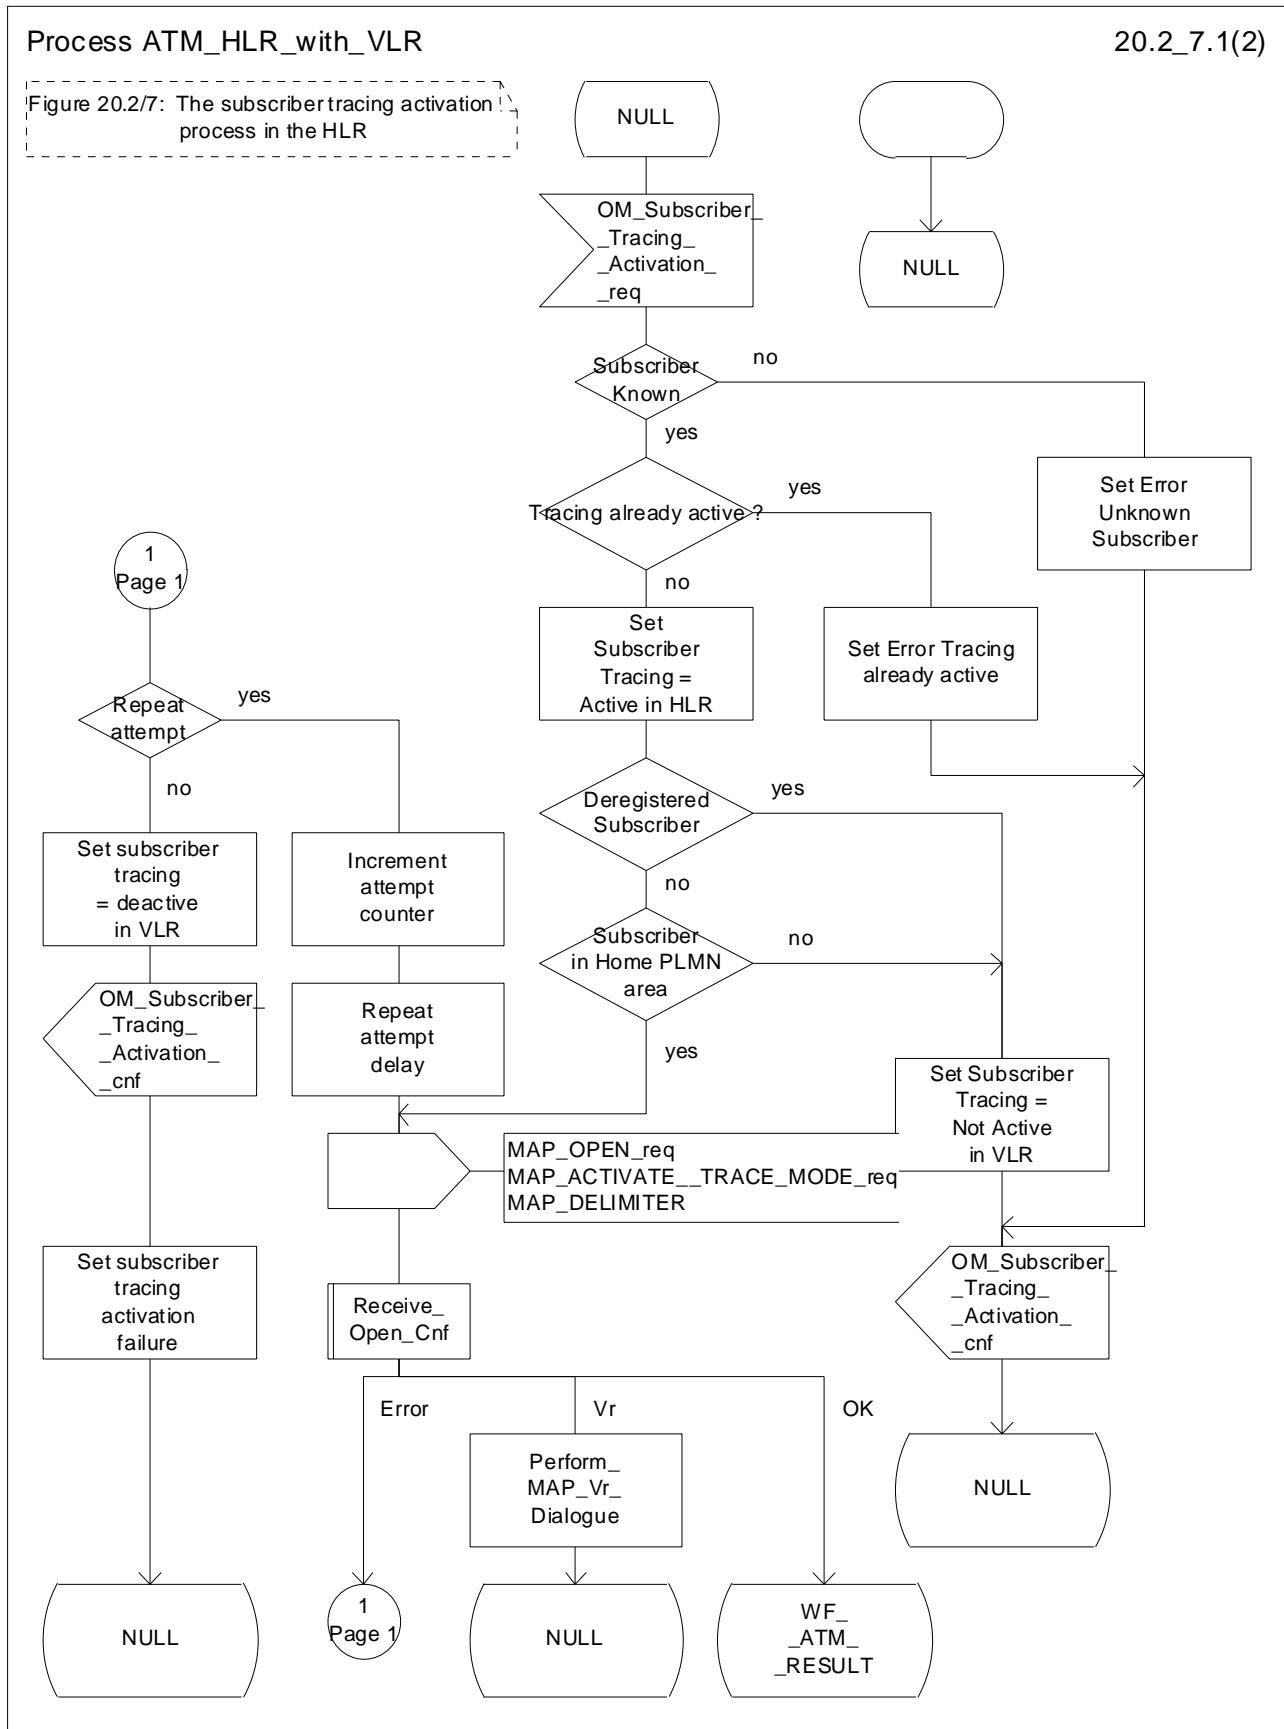 Process ATM_HLR_with_VLR
20.2_7.1(2)
Figure 20.2/7: The subscriber tracing activation
process in the HLR
NULL
OM_Subscriber_
_Tracing_
_Activation_
_req
NULL
Subscriber
Known
no
yes
Tracing already active ?
yes
no
Set Error
Unknown
Subscriber
1
Page 1
Set
Subscriber
Tracing =
Active in HLR
Set Error Tracing
already active
Repeat
attempt
yes
no
Deregistered
Subscriber
yes
no
Set subscriber
tracing
= deactive
in VLR
Increment
attempt
counter
Subscriber
in Home PLMN
area
no
yes
OM_Subscriber_
_Tracing_
_Activation_
_cnf
Repeat
attempt
delay
Set Subscriber
Tracing =
Not Active
in VLR
MAP_OPEN_req
MAP_ACTIVATE__TRACE_MODE_req
MAP_DELIMITER
Set subscriber
tracing
activation
failure
Receive_
Open_Cnf
OM_Subscriber_
_Tracing_
_Activation_
_cnf
Error
Vr
OK
Perform_
MAP_Vr_
Dialogue
NULL
NULL
1
Page 1
NULL
WF_
_ATM_
_RESULT